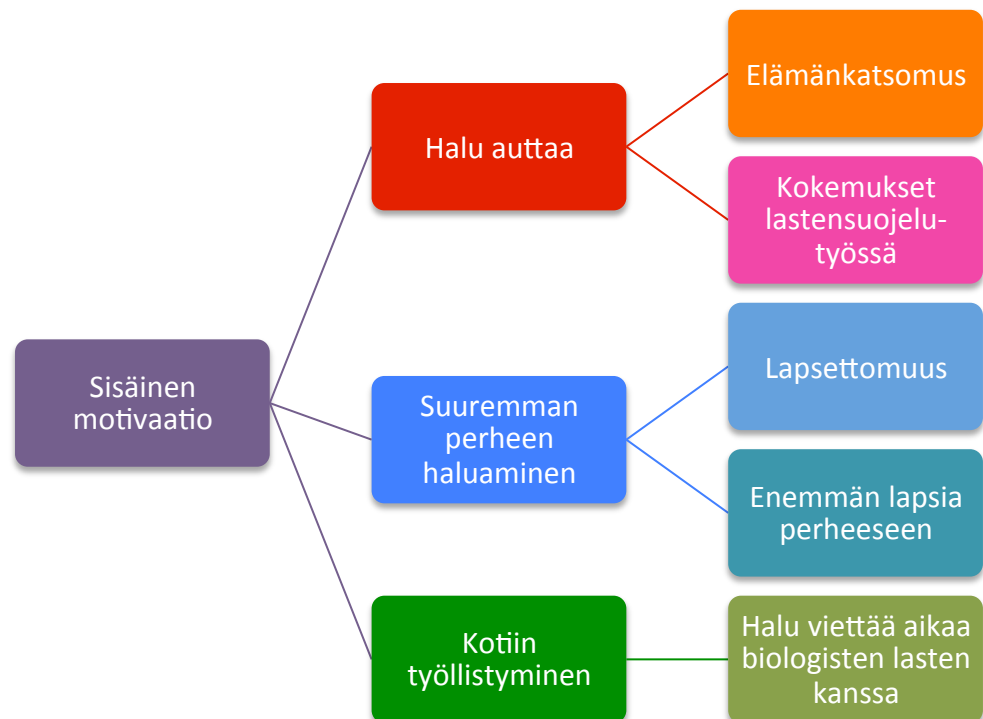 Sisäinen
motivaatio
Halu auttaa
Elämänkatsomus
Kokemukset
lastensuojelu-
työssä
Suuremman
perheen
haluaminen
Lapsettomuus
Enemmän lapsia
perheeseen
Kotiin
työllistyminen
Halu viettää aikaa
biologisten lasten
kanssa